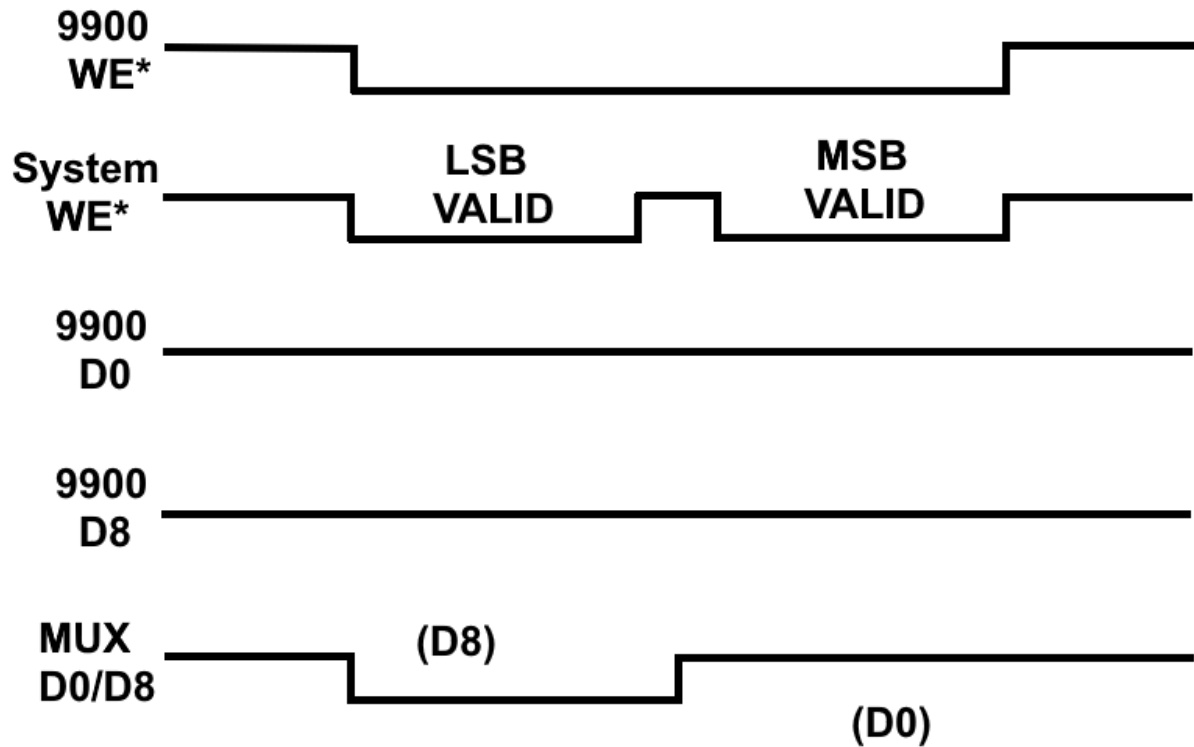 9900
WE*
System
WE*
LSB
VALID
MSB
VALID
9900
D0
9900
D8
MUX
D0/D8
(D8)
(D0)